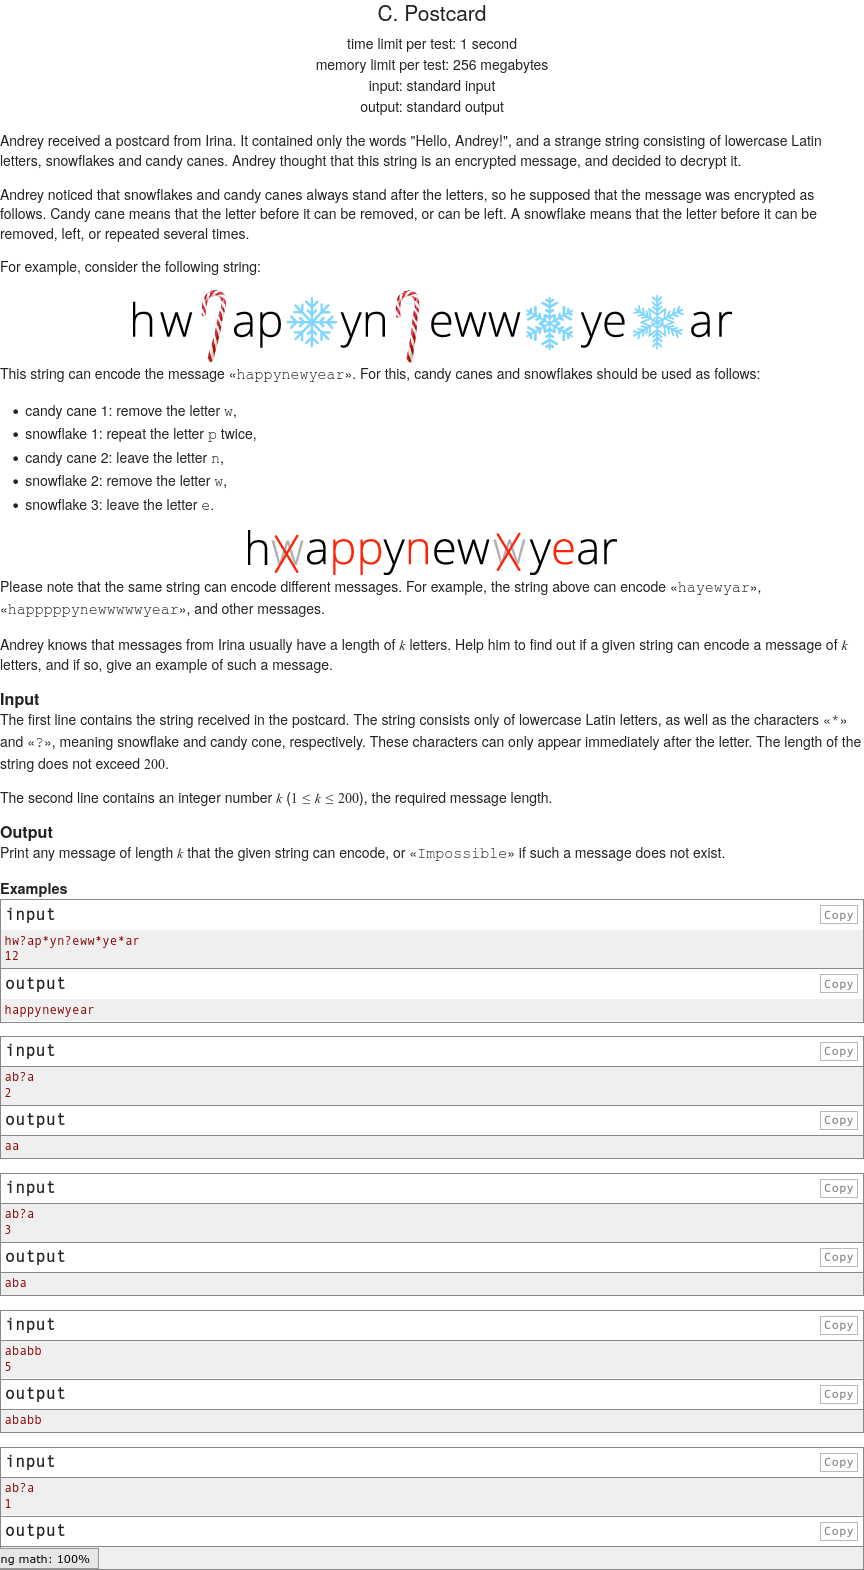 C. Postcard
time limit per test: 1 second
memory limit per test: 256 megabytes
input: standard input
output: standard output
Andrey received a postcard from Irina. It contained only the words "Hello, Andrey!", and a strange string consisting of lowercase Latin
letters, snowflakes and candy canes. Andrey thought that this string is an encrypted message, and decided to decrypt it.
Andrey noticed that snowflakes and candy canes always stand after the letters, so he supposed that the message was encrypted as
follows. Candy cane means that the letter before it can be removed, or can be left. A snowflake means that the letter before it can be
removed, left, or repeated several times.
For example, consider the following string:
hw ap yn eww ye ar
This string can encode the message «happynewyear». For this, candy canes and snowflakes should be used as follows:
• candy cane 1: remove the letter w,
• snowflake 1: repeat the letter p twice,
• candy cane 2: leave the letter n,
• snowflake 2: remove the letter w,
• snowflake 3: leave the letter e.
hwappynewwyear
Please note that the same string can encode different messages. For example, the string above can encode «hayewyar»,
«happpppynewwwwwyear», and other messages.
Andrey knows that messages from Irina usually have a length of k letters. Help him to find out if a given string can encode a message of k
letters, and if so, give an example of such a message.
Input
The first line contains the string received in the postcard. The string consists only of lowercase Latin letters, as well as the characters «*»
and «?», meaning snowflake and candy cone, respectively. These characters can only appear immediately after the letter. The length of the
string does not exceed 200.
The second line contains an integer number k (1 ≤ k ≤ 200), the required message length.
Output
Print any message of length k that the given string can encode, or «Impossible» if such a message does not exist.
Examples
input Copy
hw?ap*yn?eww*ye*ar
12
output Copy
happynewyear
input Copy
ab?a
2
output Copy
aa
input Copy
ab?a
3
output Copy
aba
input Copy
ababb
5
output Copy
ababb
input Copy
ab?a
1
output Copy
ng math: 100%